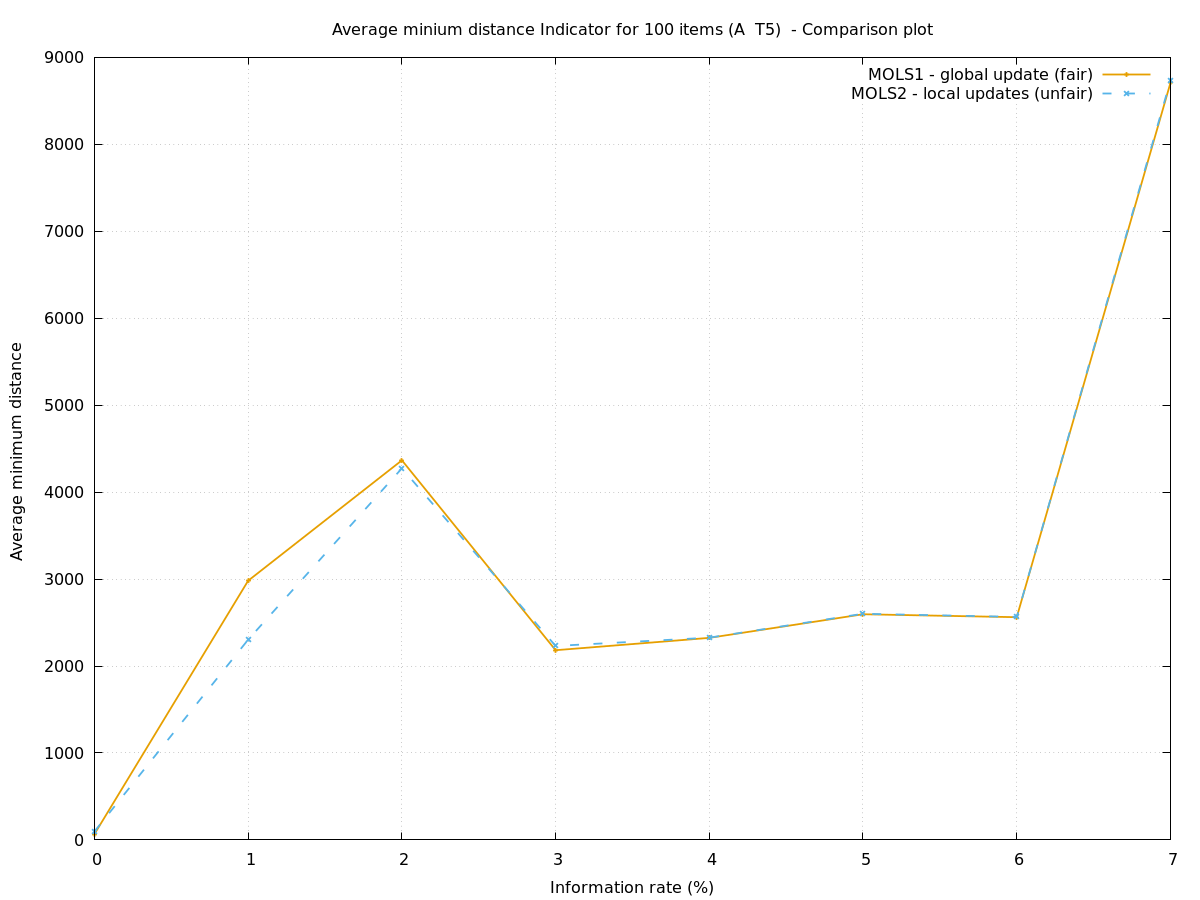 Average minium distance Indicator for 100 items (A  T5)  - Comparison plot
MOLS1 - global update (fair)
MOLS2 - local updates (unfair)
9000
8000
7000
6000
5000
4000
3000
2000
1000
0
Average minimum distance
0 1 2 3 4 5 6 7
Information rate (%)